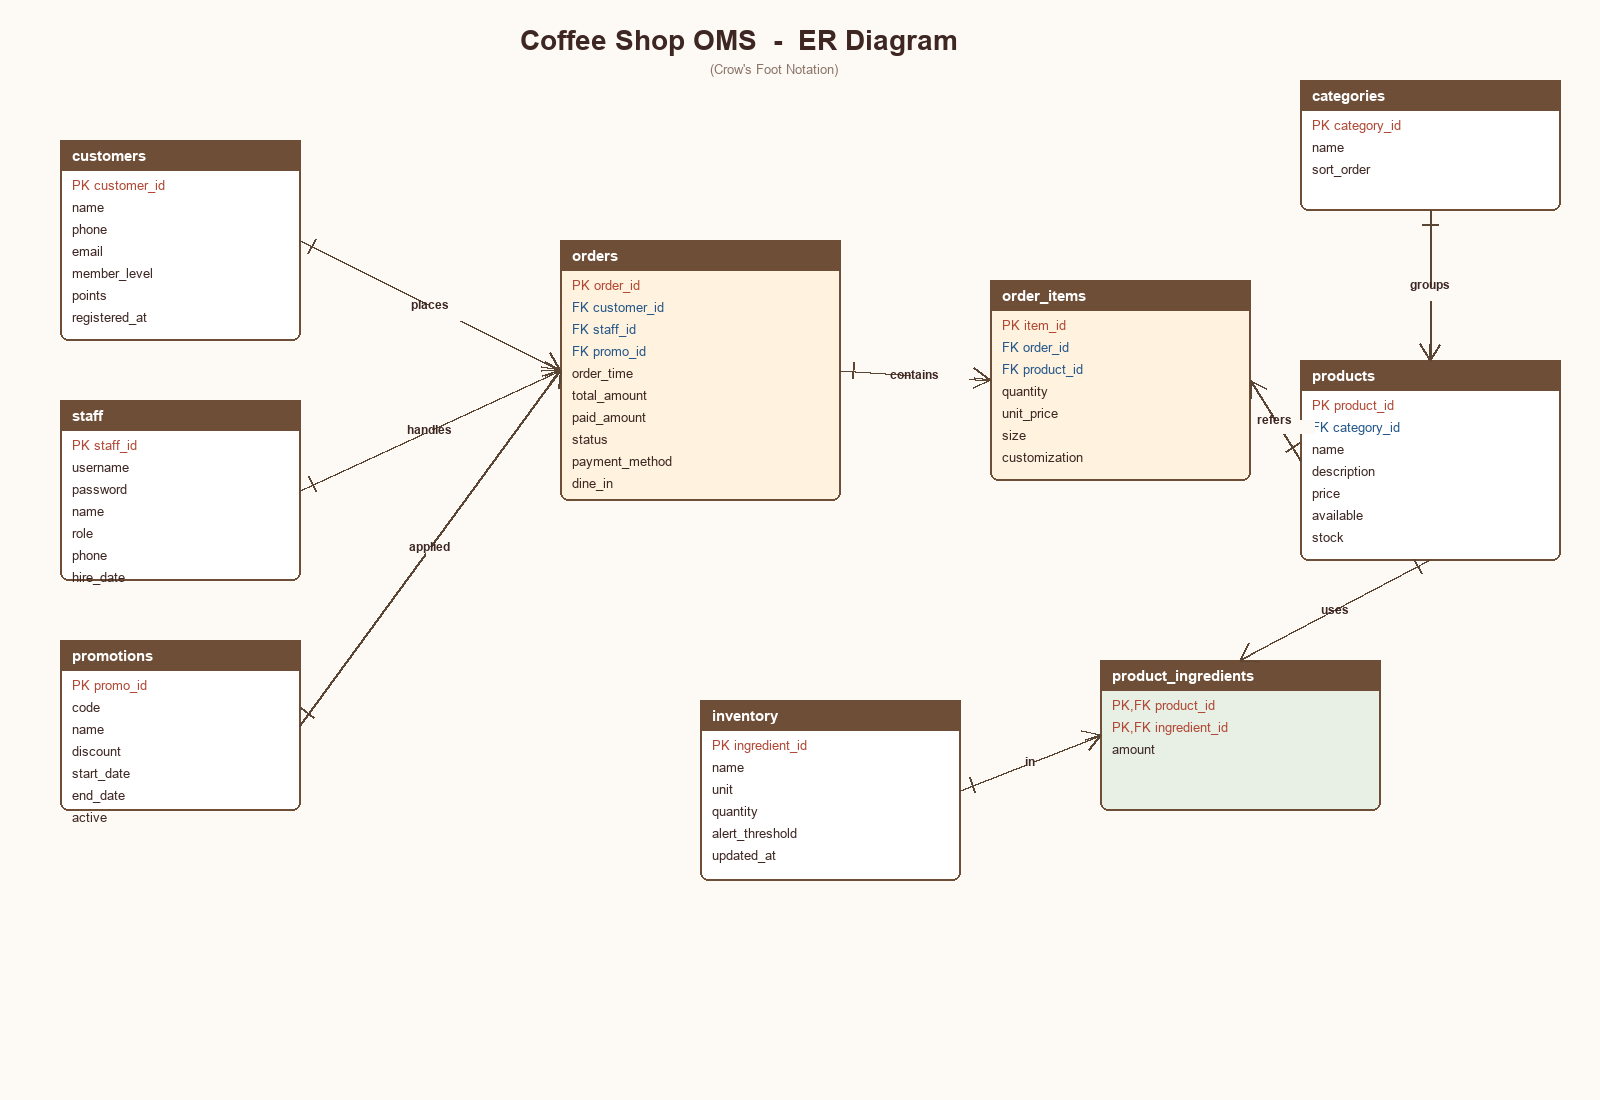 Coffee Shop OMS  -  ER Diagram
(Crow's Foot Notation)
customers
PK customer_id
name
phone
email
member_level
points
registered_at
staff
PK staff_id
username
password
name
role
phone
hire_date
promotions
PK promo_id
code
name
discount
start_date
end_date
active
places
handles
applied
orders
PK order_id
FK customer_id
FK staff_id
FK promo_id
order_time
total_amount
paid_amount
status
payment_method
dine_in
contains
order_items
PK item_id
FK order_id
FK product_id
quantity
unit_price
size
customization
refers
categories
PK category_id
name
sort_order
groups
products
PK product_id
FK category_id
name
description
price
available
stock
uses
product_ingredients
PK,FK product_id
PK,FK ingredient_id
amount
in
inventory
PK ingredient_id
name
unit
quantity
alert_threshold
updated_at